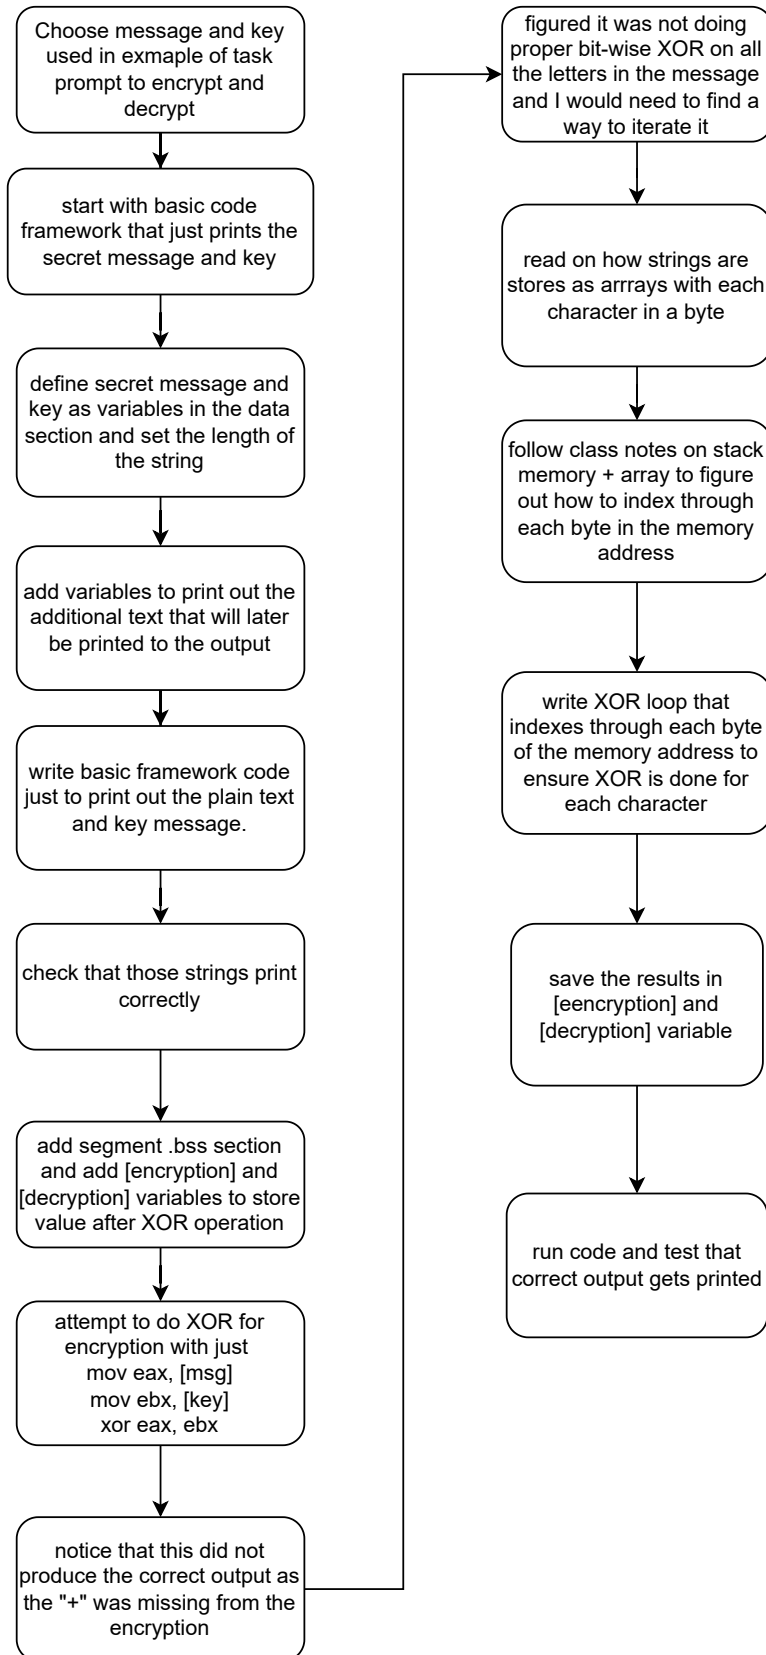 Choose message and key
used in exmaple of task
prompt to encrypt and
decrypt
start with basic code
framework that just prints the
secret message and key
define secret message and
key as variables in the data
section and set the length of
the string
add variables to print out the
additional text that will later
be printed to the output
write basic framework code
just to print out the plain text
and key message.
check that those strings print
correctly
add segment .bss section
and add [encryption] and
[decryption] variables to store
value after XOR operation
attempt to do XOR for
encryption with just
mov eax, [msg]
mov ebx, [key]
xor eax, ebx
notice that this did not
produce the correct output as
the "+" was missing from the
encryption
figured it was not doing
proper bit-wise XOR on all
the letters in the message
and I would need to find a
way to iterate it
read on how strings are
stores as arrrays with each
character in a byte
follow class notes on stack
memory + array to figure
out how to index through
each byte in the memory
address
write XOR loop that
indexes through each byte
of the memory address to
ensure XOR is done for
each character
save the results in
[eencryption] and
[decryption] variable
run code and test that
correct output gets printed